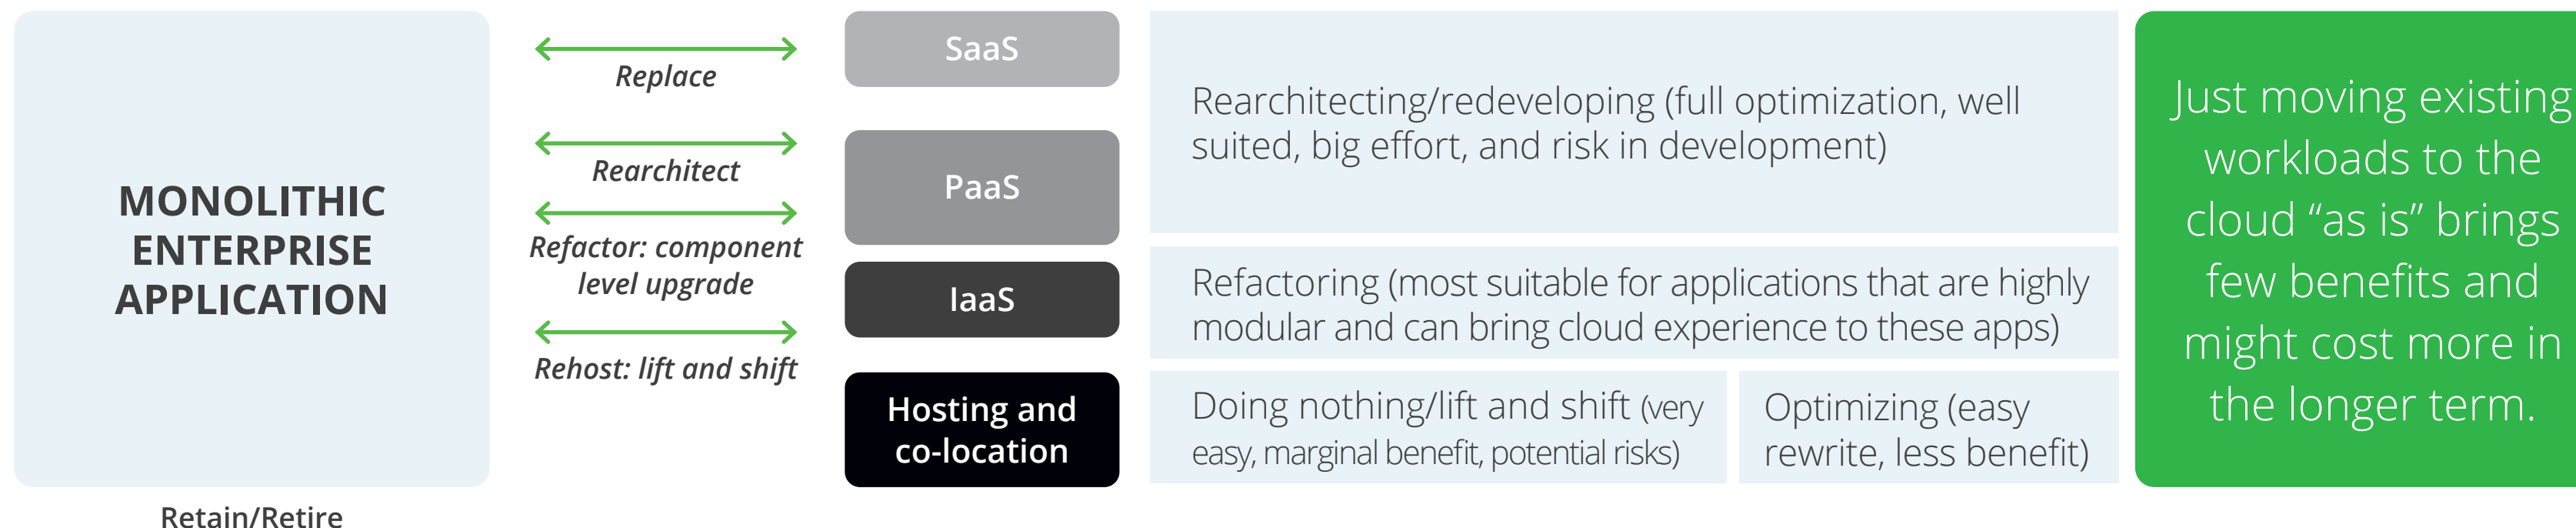 MONOLITHIC
ENTERPRISE
APPLICATION
Retain/Retire
Replace
Rearchitect
Refactor: component
level upgrade
Rehost: lift and shift
SaaS
PaaS
IaaS
Hosting and
co-location
Rearchitecting/redeveloping (full optimization, well
suited, big effort, and risk in development)
Refactoring (most suitable for applications that are highly
modular and can bring cloud experience to these apps)
Doing nothing/lift and shift (very
easy, marginal benefit, potential risks)
Optimizing (easy
rewrite, less benefit)
Just moving existing
workloads to the
cloud “as is” brings
few benefits and
might cost more in
the longer term.